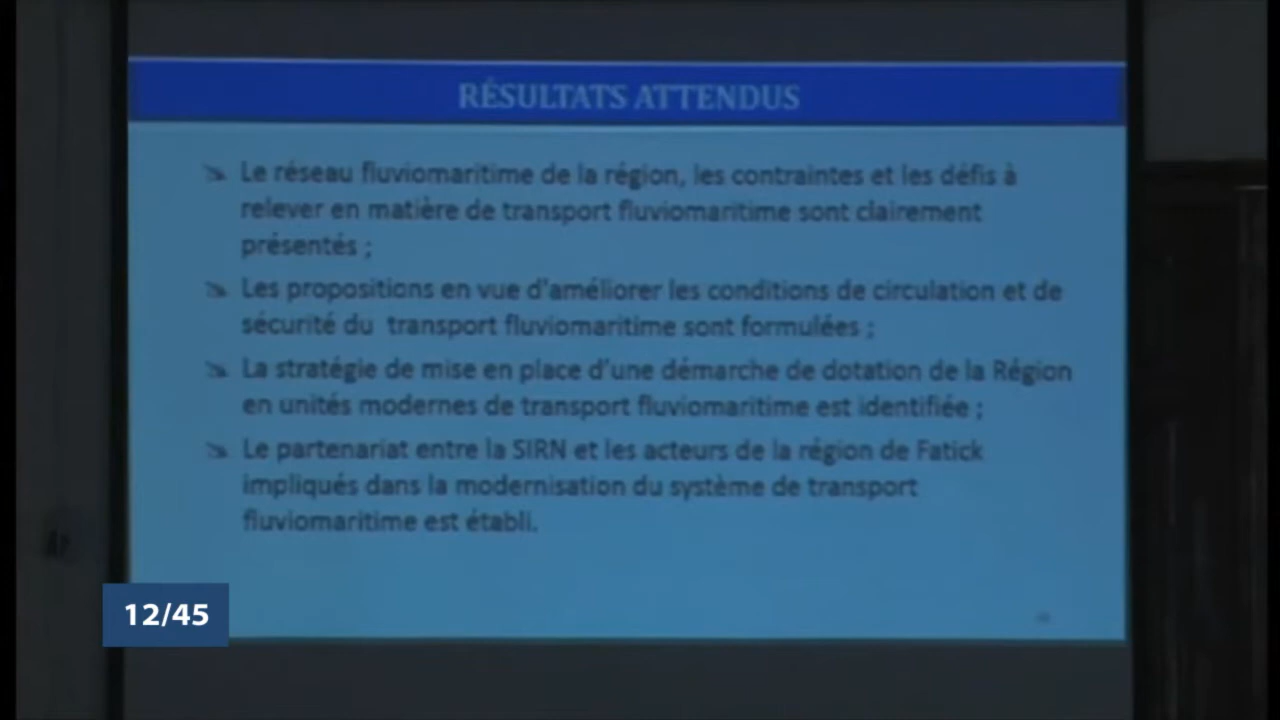 RÉSULTATS ATTENDUS
Le réseau fluviomaritime de la région, les contraintes et les défis à
relever en matière de transport fluviomaritime sont clairement
présentés ;
Les propositions en vue d'améliorer les conditions de circulation et de
sécurité du transport fluviomaritime sont formulées ;
La stratégie de mise en place d'une démarche de dotation de la Région
en unités modernes de transport fluviomaritime est identifiée ;
Le partenariat entre la SIRN et les acteurs de la région de Fatick
impliqués dans la modernisation du système de transport
fluviomaritime est établi.
12/45